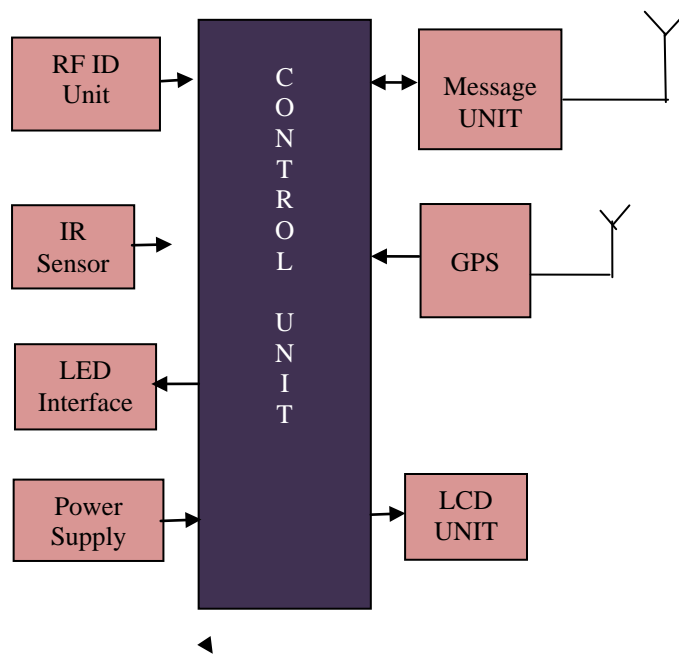 RF ID
Unit
IR
Sensor
LED
Interface
Power
Supply
C
O
N
T
R
O
L
U
N
I
T
Message
UNIT
GPS
LCD
UNIT